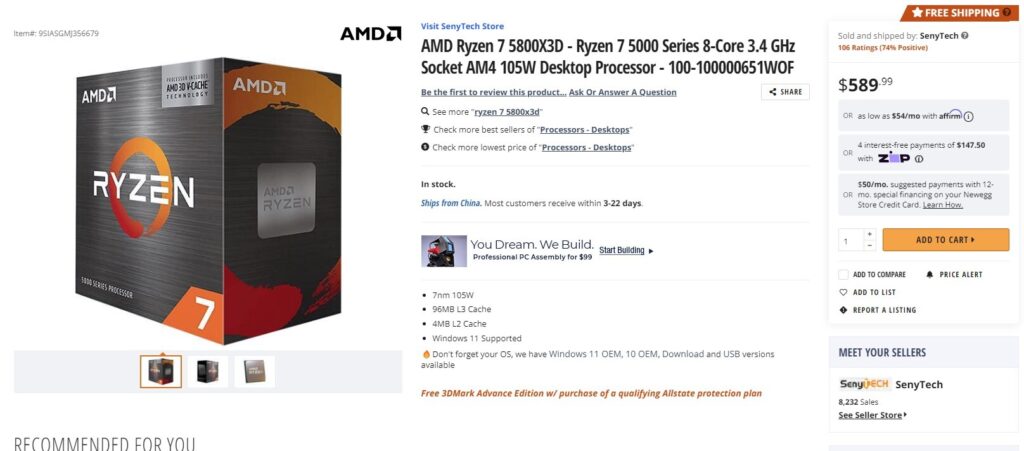 Item#: 9SIASGMJ356679
AMD
AMD
RYZEN
5000 SERIES PROCESSOR
PROCESSOR INCLUDES
AMD 3D V-CACHE
TECHNOLOGY
AMD
AMD
RYZEN
7
Visit SenyTech Store
AMD Ryzen 7 5800X3D - Ryzen 7 5000 Series 8-Core 3.4 GHz
Socket AM4 105W Desktop Processor - 100-100000651WOF
Be the first to review this product... Ask Or Answer A Question
SHARE
See more "ryzen 7 5800x3d"
Check more best sellers of "Processors - Desktops"
Check more lowest price of "Processors - Desktops"
In stock.
Ships from China. Most customers receive within 3-22 days.
You Dream. We Build.
Professional PC Assembly for $99
Start Building
7nm 105W
96MB L3 Cache
4MB L2 Cache
Windows 11 Supported
Don't forget your OS, we have Windows 11 OEM, 10 OEM, Download and USB versions
available
Free 3DMark Advance Edition w/ purchase of a qualifying Allstate protection plan
FREE SHIPPING ?
Sold and shipped by: SenyTech ?
106 Ratings (74% Positive)
$589.99
OR as low as $54/mo with affirm
4 interest-free payments of $147.50
OR with ZIP
$50/mo. suggested payments with 12-
OR mo. special financing on your Newegg
Store Credit Card. Learn How.
1 + -
ADD TO CART
ADD TO COMPARE
PRICE ALERT
ADD TO LIST
REPORT A LISTING
MEET YOUR SELLERS
SenyTECH SenyTech
8,232 Sales
See Seller Store
RECOMMENDED FOR YOU